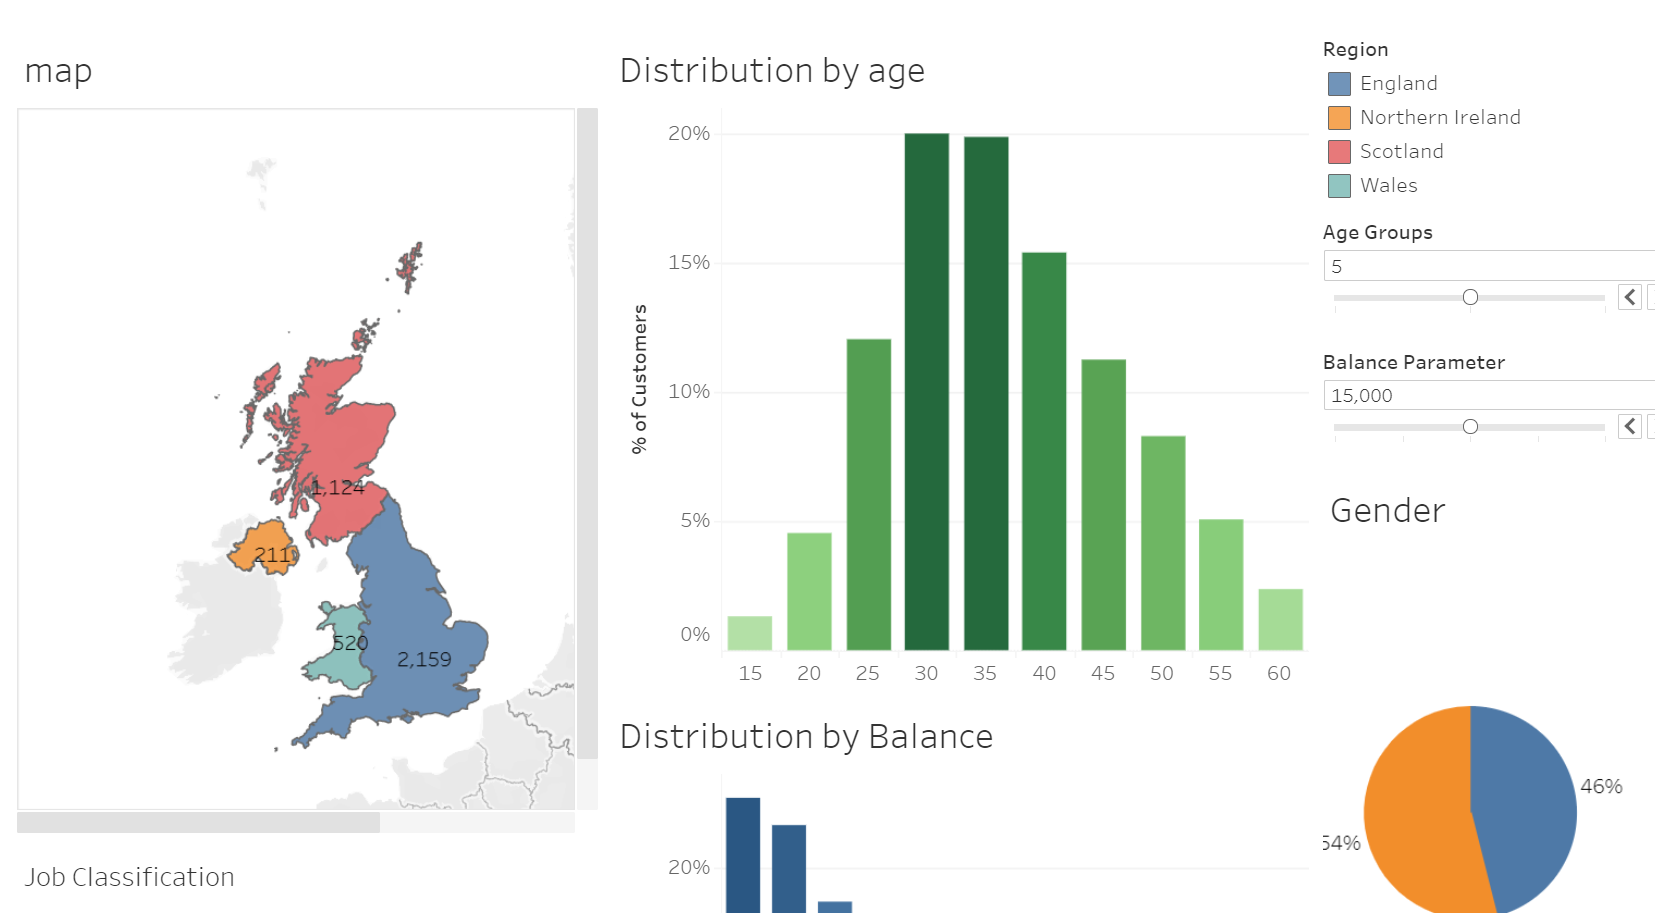 map
1,124
211
520
2,159
Job Classification
Distribution by age
% of Customers
20%
15%
10%
5%
0%
15 20 25 30 35 40 45 50 55 60
Distribution by Balance
20%
Region
England
Northern Ireland
Scotland
Wales
Age Groups
5
Balance Parameter
15,000
Gender
46%
54%